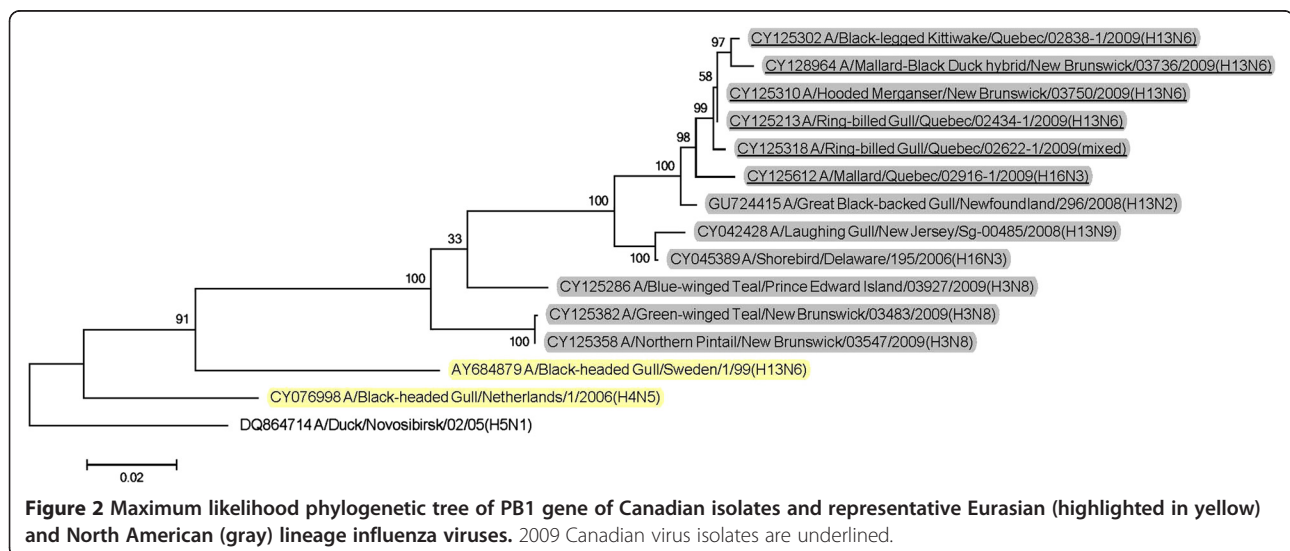 CY125302 A/Black-legged Kittiwake/Quebec/02838-1/2009(H13N6)
97
CY128964 A/Mallard-Black Duck hybrid/New Brunswick/03736/2009(H13N6)
58
CY125310 A/Hooded Merganser/New Brunswick/03750/2009(H13N6)
99
CY125213 A/Ring-billed Gull/Quebec/02434-1/2009(H13N6)
98
CY125318 A/Ring-billed Gull/Quebec/02622-1/2009(mixed)
100
CY125612 A/Mallard/Quebec/02916-1/2009(H16N3)
100
GU724415 A/Great Black-backed Gull/Newfoundland/296/2008(H13N2)
CY042428 A/Laughing Gull/New Jersey/Sg-00485/2008(H13N9)
33
100
CY045389 A/Shorebird/Delaware/195/2006(H16N3)
100
CY125286 A/Blue-winged Teal/Prince Edward Island/03927/2009(H3N8)
CY125382 A/Green-winged Teal/New Brunswick/03483/2009(H3N8)
91
100
CY125358 A/Northern Pintail/New Brunswick/03547/2009(H3N8)
AY684879 A/Black-headed Gull/Sweden/1/99(H13N6)
CY076998 A/Black-headed Gull/Netherlands/1/2006(H4N5)
DQ864714 A/Duck/Novosibirsk/02/05(H5N1)
0.02
Figure 2 Maximum likelihood phylogenetic tree of PB1 gene of Canadian isolates and representative Eurasian (highlighted in yellow)
and North American (gray) lineage influenza viruses. 2009 Canadian virus isolates are underlined.